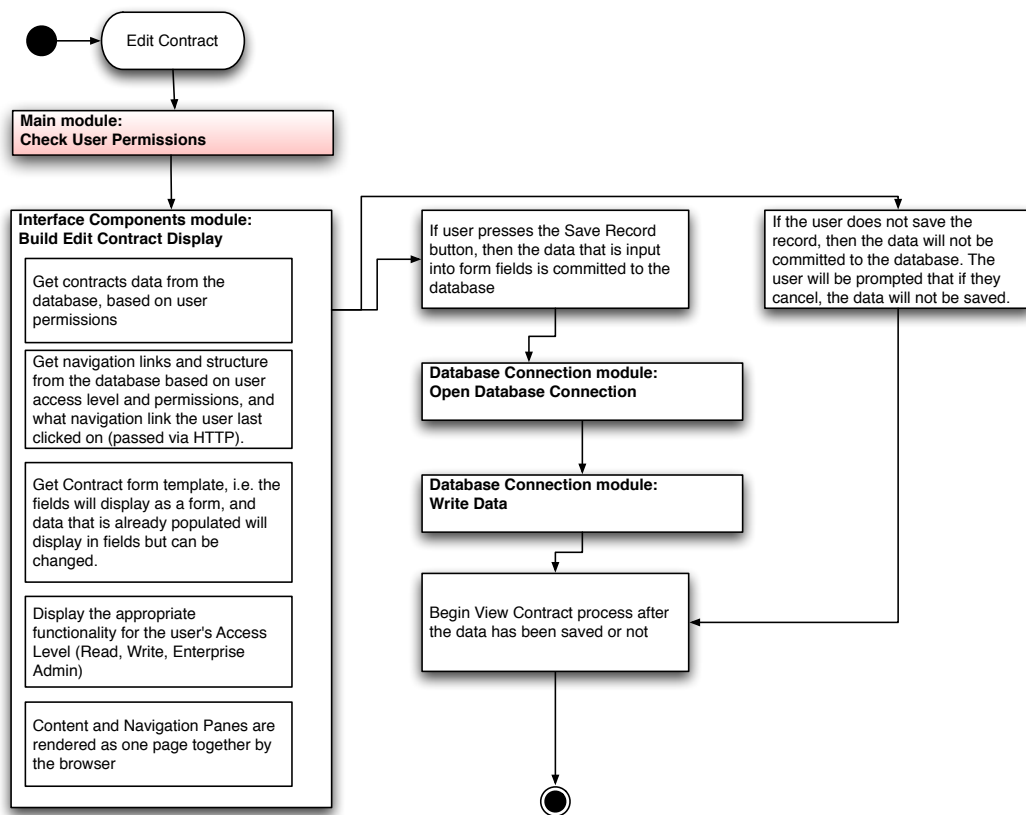 Edit Contract
Main module:
Check User Permissions
Interface Components module:
Build Edit Contract Display
Get contracts data from the
database, based on user
permissions
Get navigation links and structure
from the database based on user
access level and permissions, and
what navigation link the user last
clicked on (passed via HTTP).
Get Contract form template, i.e. the
fields will display as a form, and
data that is already populated will
display in fields but can be
changed.
Display the appropriate
functionality for the user's Access
Level (Read, Write, Enterprise
Admin)
Content and Navigation Panes are
rendered as one page together by
the browser
If user presses the Save Record
button, then the data that is input
into form fields is committed to the
database
Database Connection module:
Open Database Connection
Database Connection module:
Write Data
Begin View Contract process after
the data has been saved or not
If the user does not save the
record, then the data will not be
committed to the database. The
user will be prompted that if they
cancel, the data will not be saved.